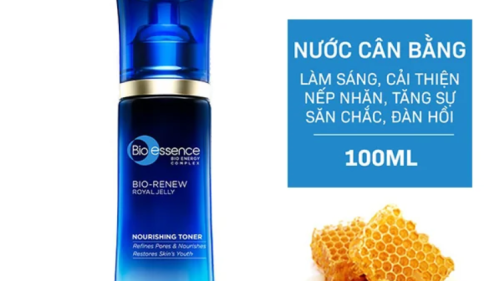 Bio essence
BIO ENERGY
COMPLEX
BIO-RENEW
ROYAL JELLY
NOURISHING TONER
Refines Pores & Nourishes
Restores Skin's Youth
NƯỚC CÂN BẰNG
LÀM SÁNG, CẢI THIỆN
NẾP NHĂN, TĂNG SỰ
SĂN CHẮC, ĐÀN HỒI
100ML